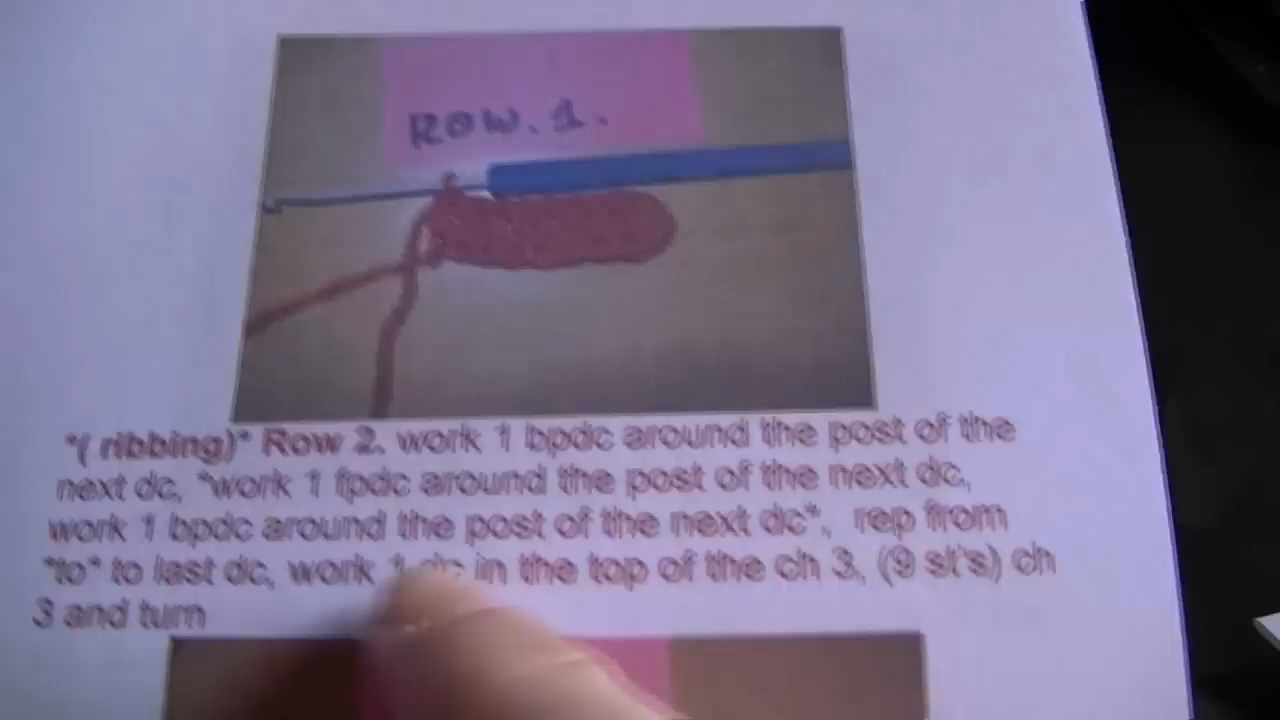 ROW. 1.
*( ribbing)* Row 2. work 1 bpdc around the post of the
next dc, *work 1 fpdc around the post of the next dc,
work 1 bpdc around the post of the next dc*, rep from
*to* to last dc, work 1 dc in the top of the ch 3, (9 st's) ch
3 and turn